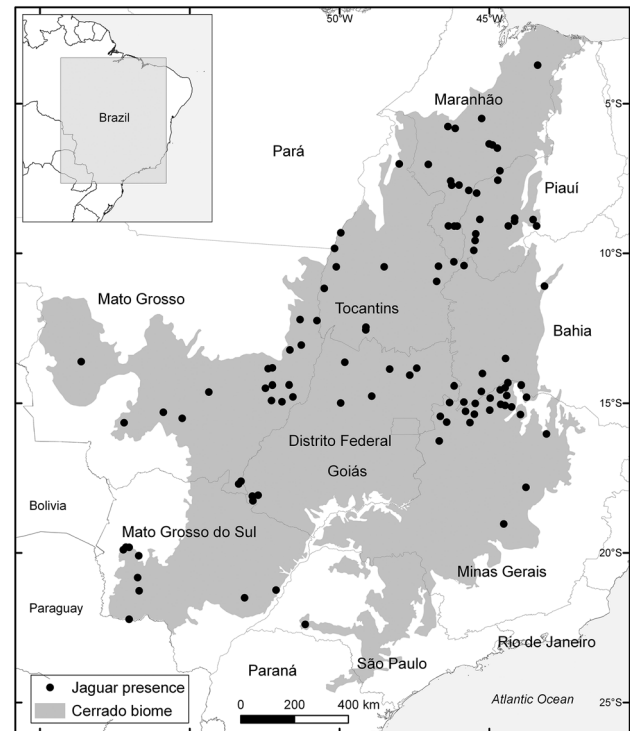 50°W
45°W
Brazil
Maranhão
5°S
Pará
Piauí
10°S
Mato Grosso
Tocantins
Bahia
15°S
Distrito Federal
Goiás
Bolivia
Mato Grosso do Sul
20°S
Minas Gerais
Paraguay
Rio de Janeiro
São Paulo
Paraná
Jaguar presence
Cerrado biome
0 200 400 km
Atlantic Ocean
25°S